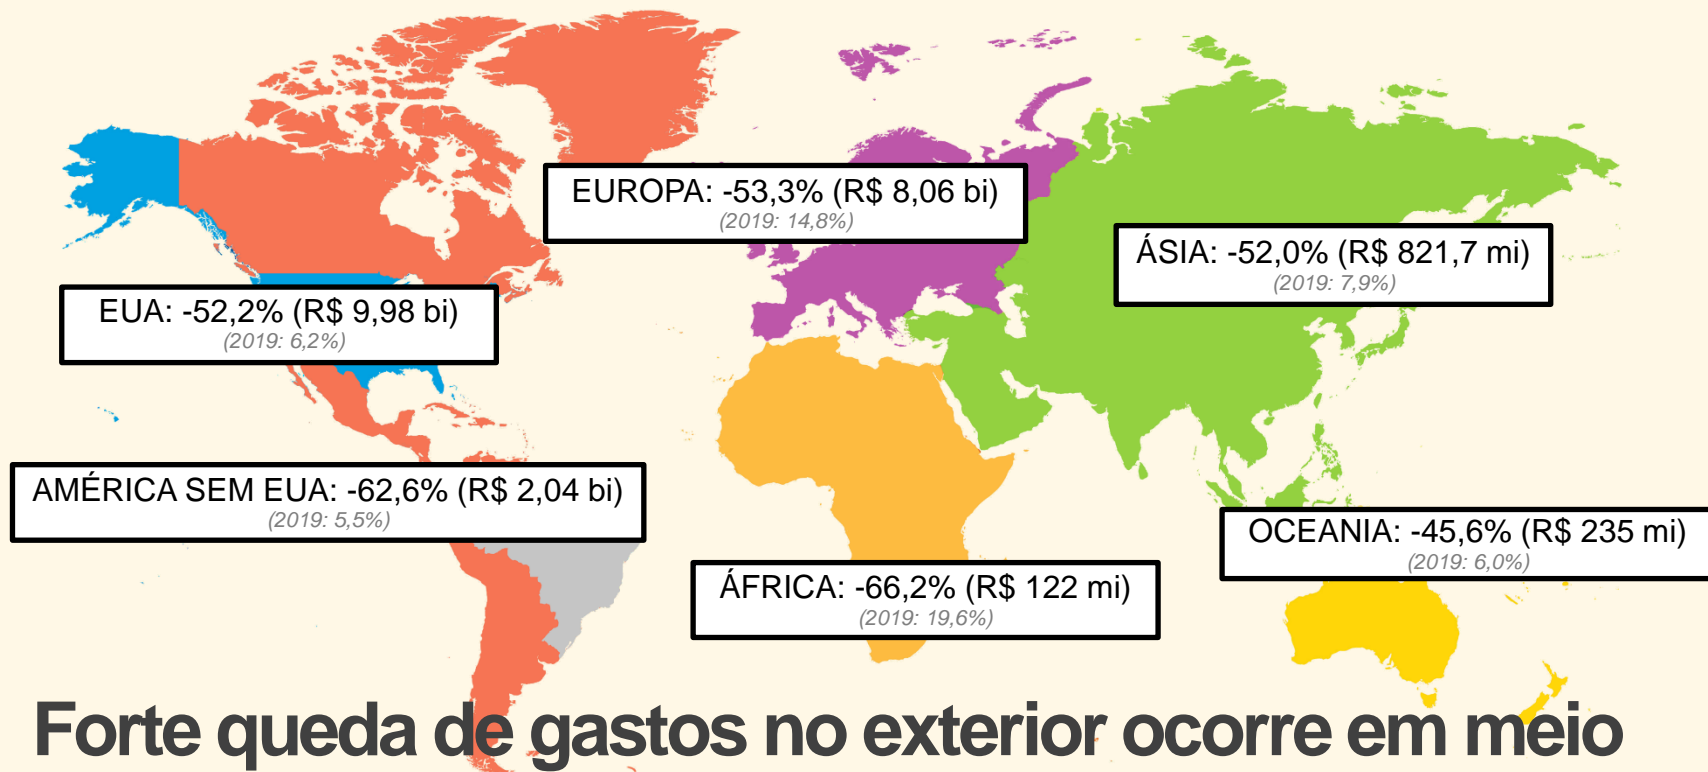 EUROPA: -53,3% (R$ 8,06 bi)
(2019: 14,8%)
ÁSIA: -52,0% (R$ 821,7 mi)
(2019: 7,9%)
EUA: -52,2% (R$ 9,98 bi)
(2019: 6,2%)
AMÉRICA SEM EUA: -62,6% (R$ 2,04 bi)
(2019: 5,5%)
OCEANIA: -45,6% (R$ 235 mi)
(2019: 6,0%)
ÁFRICA: -66,2% (R$ 122 mi)
(2019: 19,6%)
Forte queda de gastos no exterior ocorre em meio